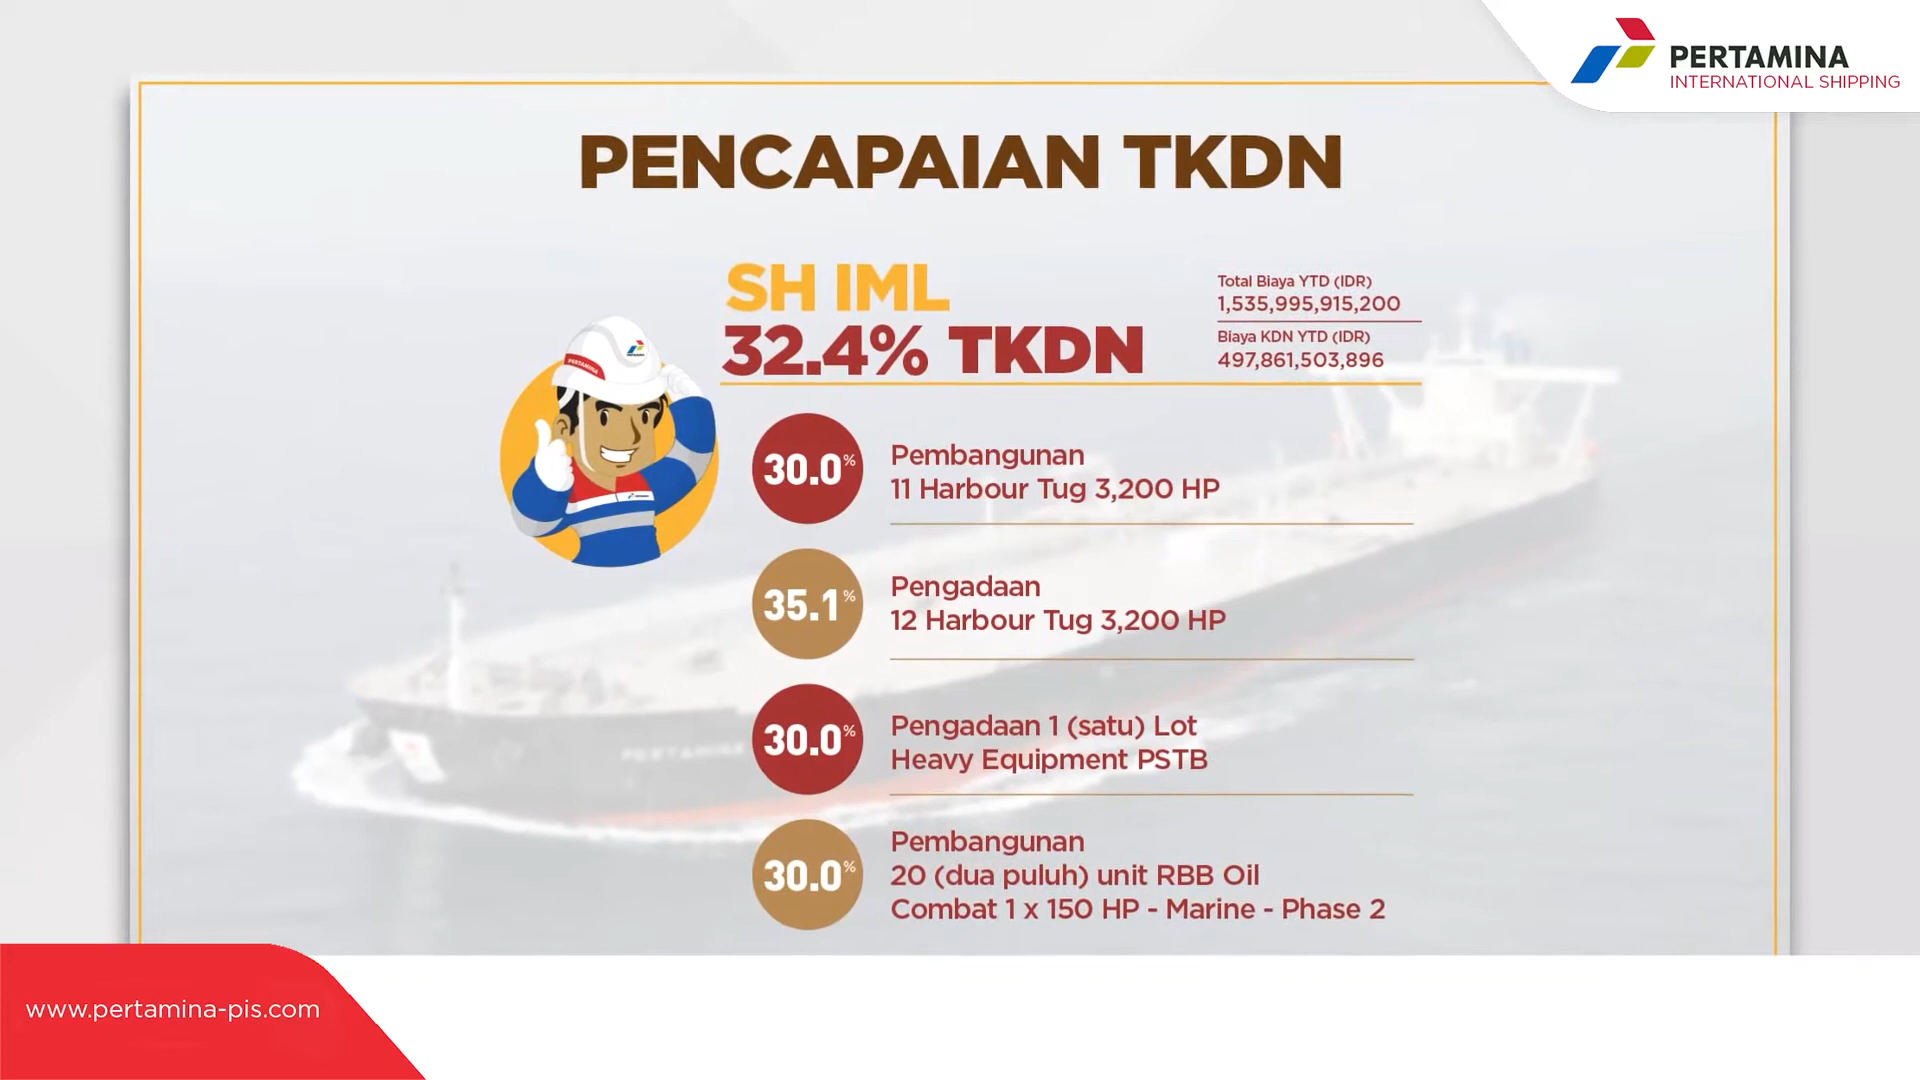 PERTAMINA
INTERNATIONAL SHIPPING
PENCAPAIAN TKDN
SH IML
32.4% TKDN
Total Biaya YTD (IDR)
1,535,995,915,200
Biaya KDN YTD (IDR)
497,861,503,896
PERTAMINA
30.0%
Pembangunan
11 Harbour Tug 3,200 HP
35.1%
Pengadaan
12 Harbour Tug 3,200 HP
30.0%
Pengadaan 1 (satu) Lot
Heavy Equipment PSTB
PERTAMINA
30.0%
Pembangunan
20 (dua puluh) unit RBB Oil
Combat 1 x 150 HP - Marine - Phase 2
www.pertamina-pis.com